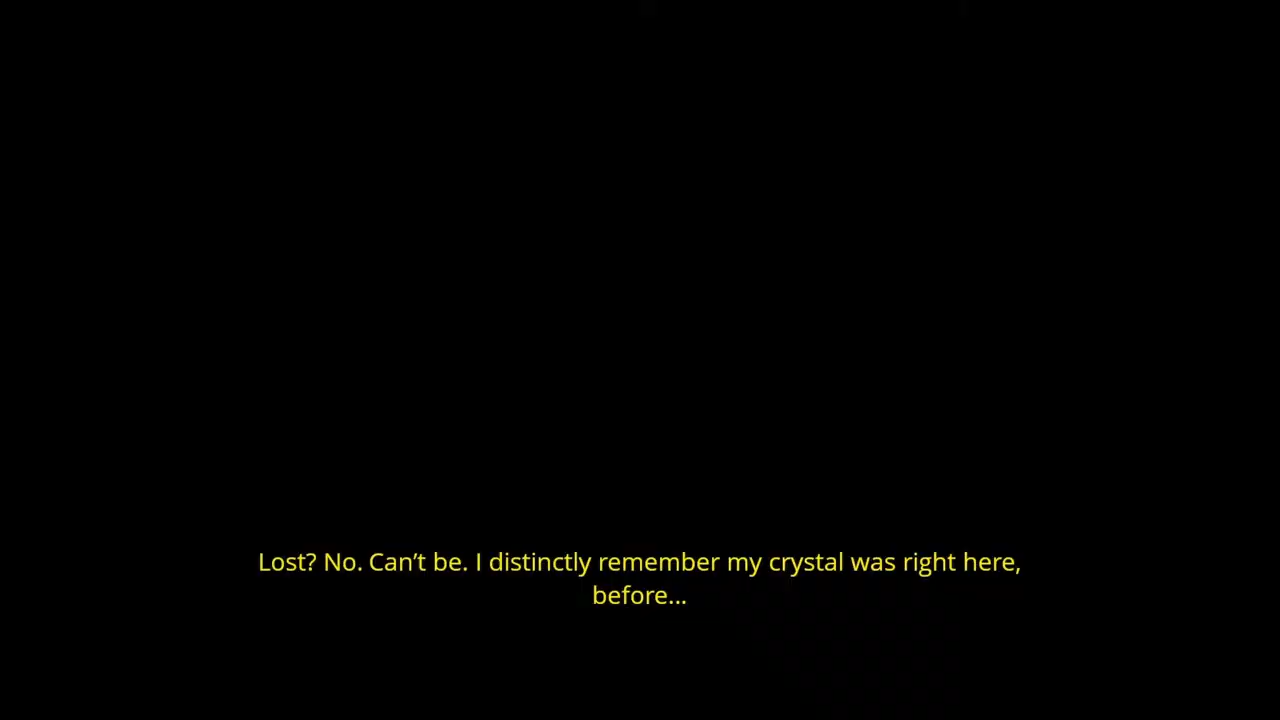 Lost? No. Can’t be. I distinctly remember my crystal was right here,
before...